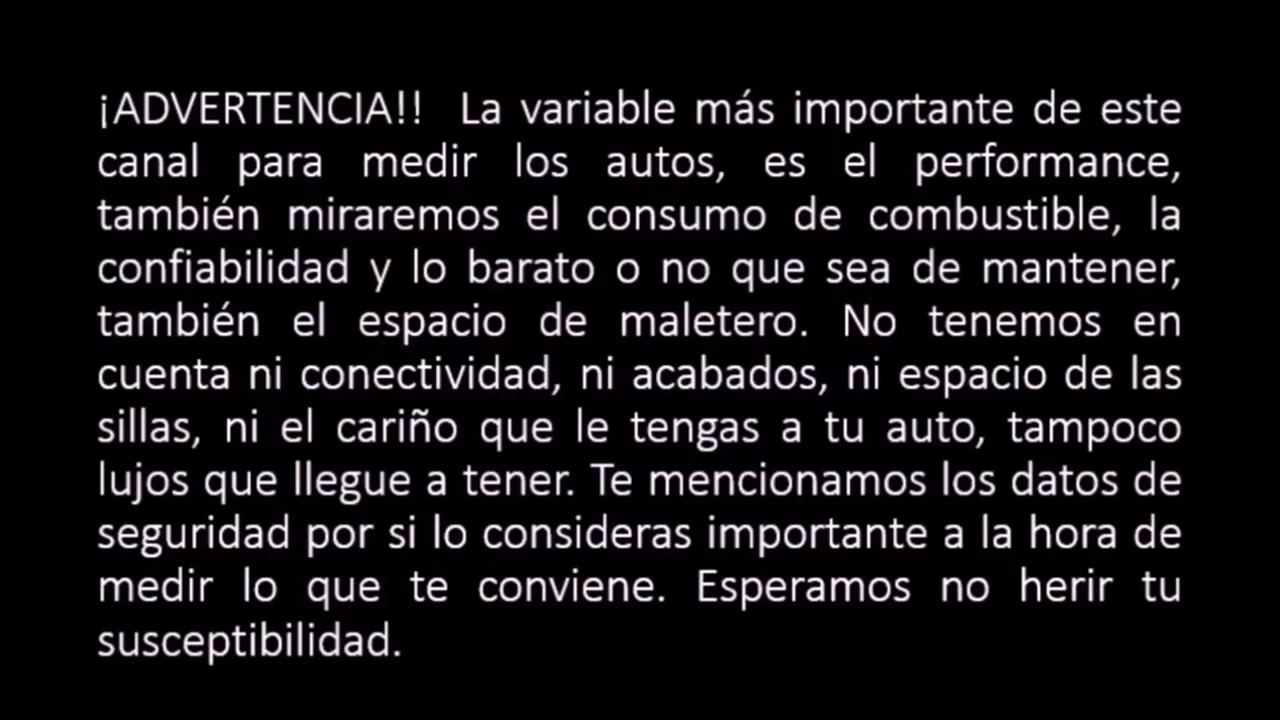 ¡ADVERTENCIA!! La variable más importante de este
canal para medir los autos, es el performance,
también miraremos el consumo de combustible, la
confiabilidad y lo barato o no que sea de mantener,
también el espacio de maletero. No tenemos en
cuenta ni conectividad, ni acabados, ni espacio de las
sillas, ni el cariño que le tengas a tu auto, tampoco
lujos que llegue a tener. Te mencionamos los datos de
seguridad por si lo consideras importante a la hora de
medir lo que te conviene. Esperamos no herir tu
susceptibilidad.